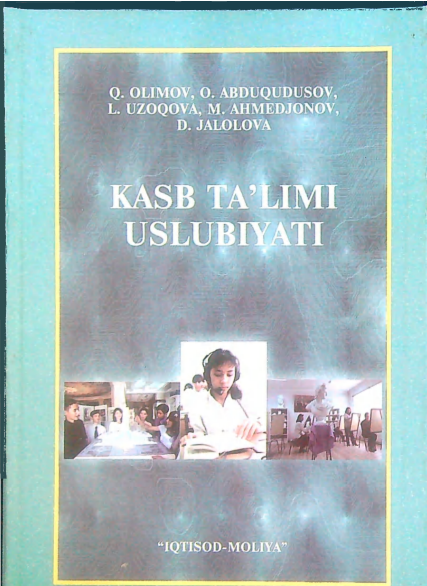 Q. OLIMOV, O. ABDUQUDUSOV,
L. UZOQOVA, M. AHMEDJONOV,
D. JALOLOVA
KASB TA’LIMI
USLUBIYATI
“IQTISOD-MOLIYA”